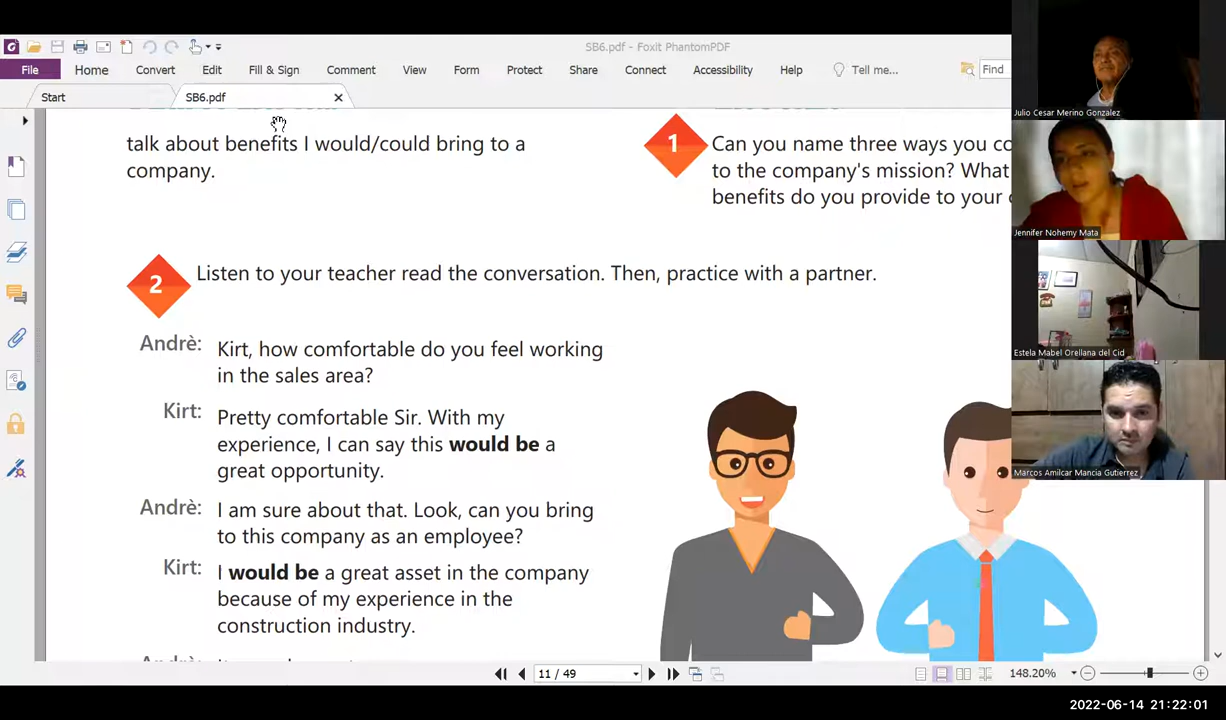 SB6.pdf - Foxit PhantomPDF
File Home Convert Edit Fill & Sign Comment View Form Protect Share Connect Accessibility Help Tell me... Find
Start SB6.pdf
talk about benefits I would/could bring to a
company.
1
Can you name three ways you co
to the company's mission? What
benefits do you provide to your
2
Listen to your teacher read the conversation. Then, practice with a partner.
Andrè: Kirt, how comfortable do you feel working
in the sales area?
Kirt: Pretty comfortable Sir. With my
experience, I can say this would be a
great opportunity.
Andrè: I am sure about that. Look, can you bring
to this company as an employee?
Kirt: I would be a great asset in the company
because of my experience in the
construction industry.
11 / 49
148.20%
Julio Cesar Merino Gonzalez
Jennifer Nohemy Mata
Estela Mabel Orellana del Cid
Marcos Amilcar Mancia Gutierrez
2022-06-14 21:22:01